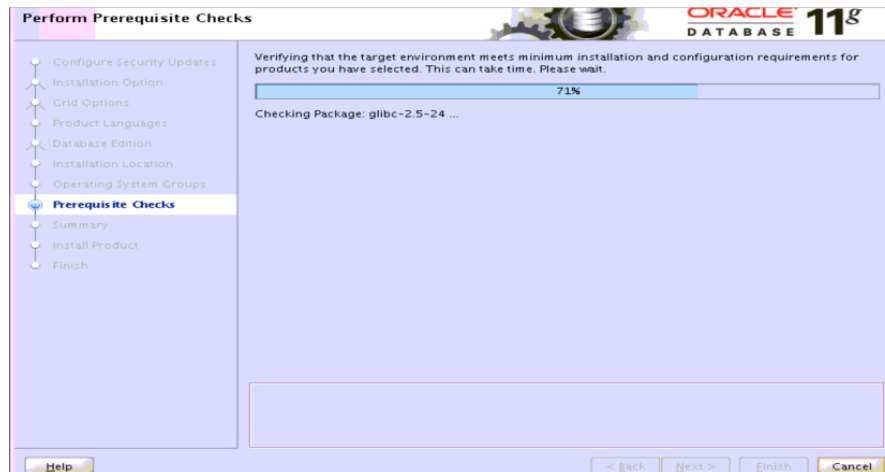 Perform Prerequisite Checks
ORACLE
DATABASE 11g
Configure Security Updates
Installation Option
Grid Options
Product Languages
Database Edition
Installation Location
Operating System Groups
Prerequisite Checks
Summary
Install Product
Finish
Verifying that the target environment meets minimum installation and configuration requirements for
products you have selected. This can take time. Please wait.
71%
Checking Package: glibc-2.5-24 ...
Help
< Back
Next >
Finish
Cancel